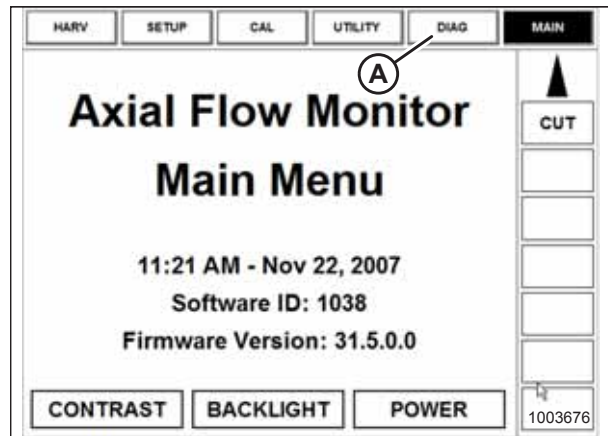 HARV SETUP CAL UTILITY DIAG MAIN
A
Axial Flow Monitor
Main Menu
CUT
11:21 AM - Nov 22, 2007
Software ID: 1038
Firmware Version: 31.5.0.0
CONTRAST BACKLIGHT POWER
1003676